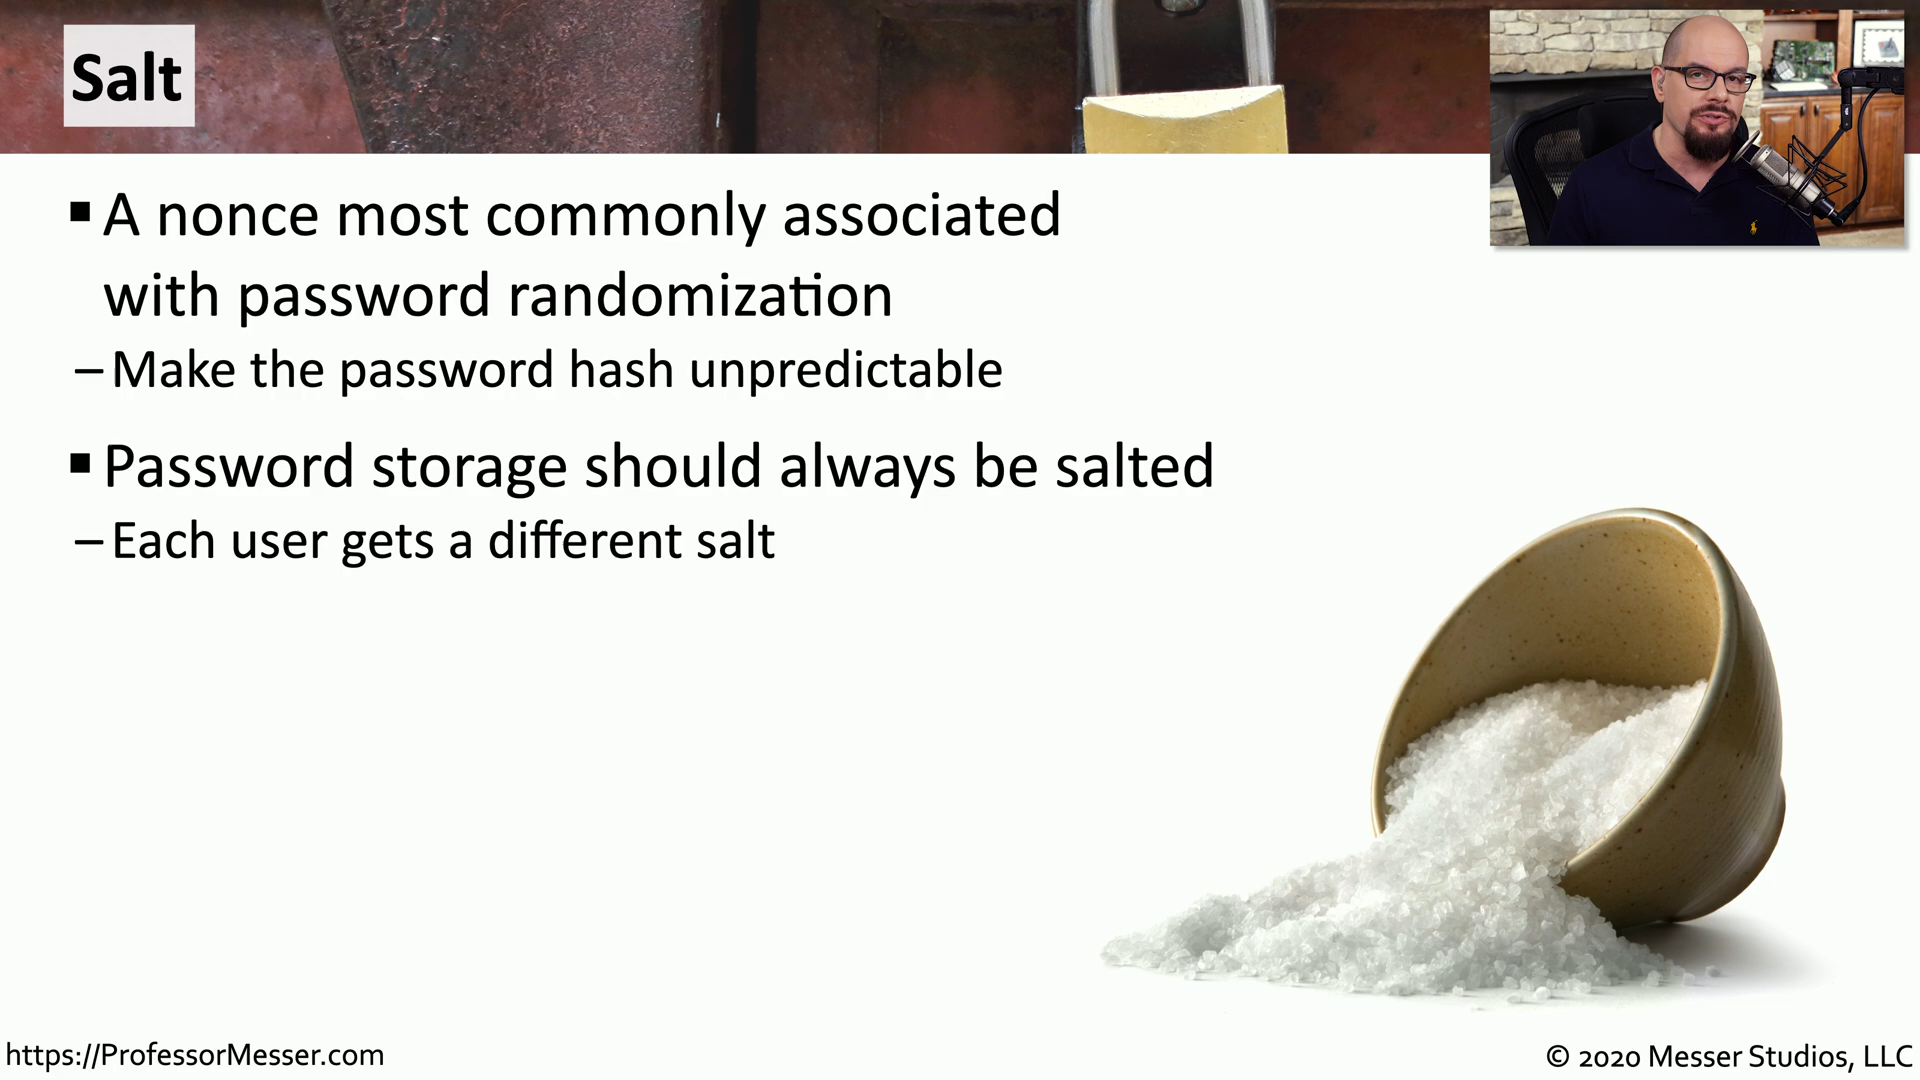 Salt
▪ A nonce most commonly associated
with password randomization
– Make the password hash unpredictable
▪ Password storage should always be salted
– Each user gets a different salt
https://ProfessorMesser.com
© 2020 Messer Studios, LLC